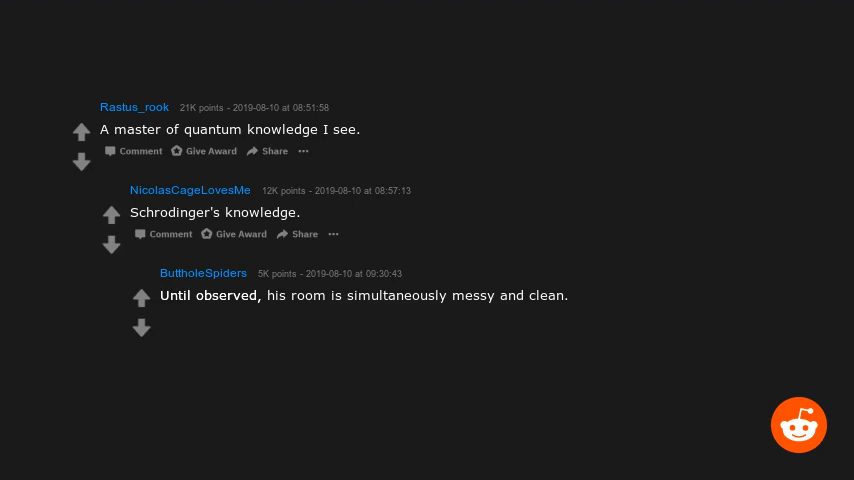 Rastus_rook 21K points - 2019-08-10 at 08:51:58
A master of quantum knowledge I see.
Comment Give Award Share ···
NicolasCageLovesMe 12K points - 2019-08-10 at 08:57:13
Schrodinger's knowledge.
Comment Give Award Share ···
ButtholeSpiders 5K points - 2019-08-10 at 09:30:43
Until observed, his room is simultaneously messy and clean.